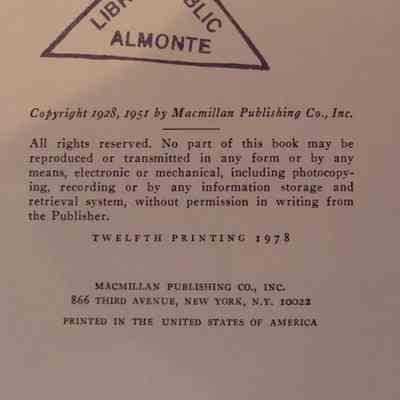 LIBR PUBLIC
ALMONTE
Copyright 1928, 1951 by Macmillan Publishing Co., Inc.
All rights reserved. No part of this book may be
reproduced or transmitted in any form or by any
means, electronic or mechanical, including photocopy-
ing, recording or by any information storage and
retrieval system, without permission in writing from
the Publisher.
TWELFTH PRINTING 1978
MACMILLAN PUBLISHING CO., INC.
866 THIRD AVENUE, NEW YORK, N.Y. 10022
PRINTED IN THE UNITED STATES OF AMERICA